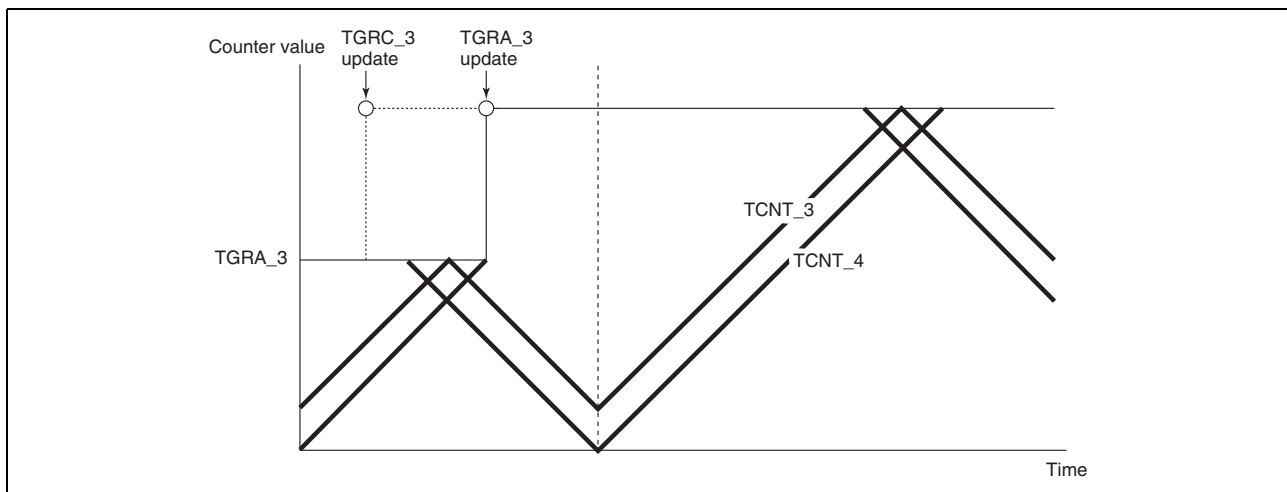 Counter value
TGRC_3
update
TGRA_3
update
TCNT_3
TGRA_3
TCNT_4
Time